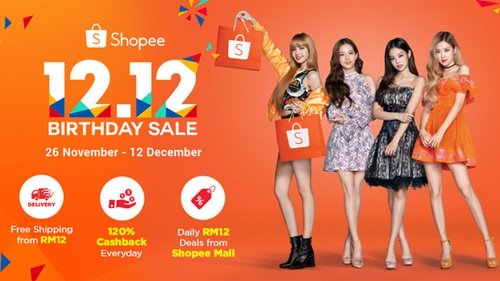 Shopee
12.12
BIRTHDAY SALE
26 November - 12 December
DELIVERY
Free Shipping
from RM12
120%
Cashback
Everyday
Daily RM12
Deals from
Shopee Mall